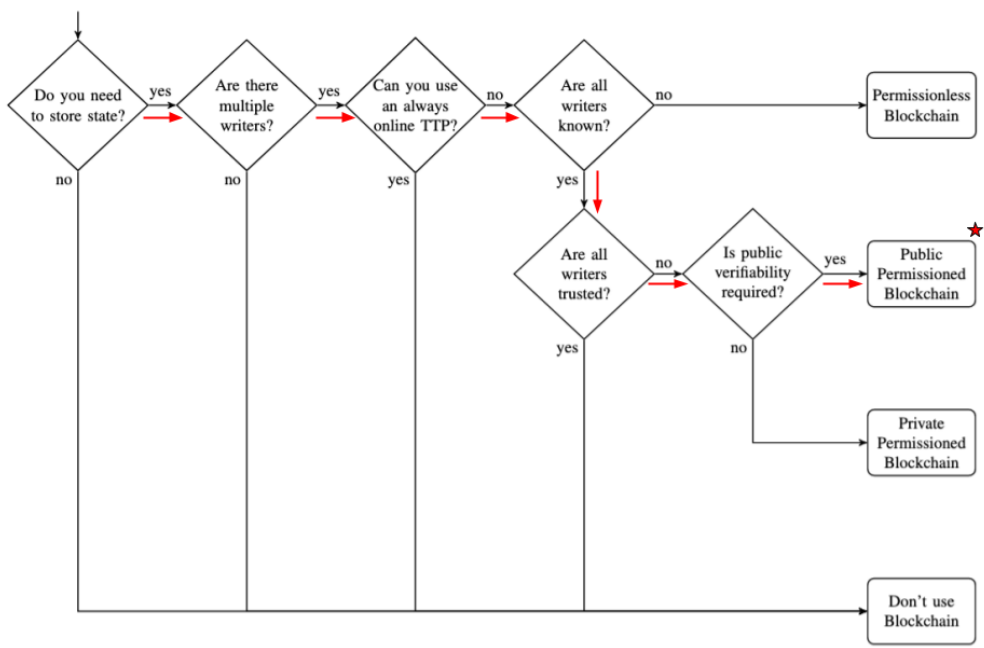 Do you need
to store state?
yes
no
Are there
multiple
writers?
yes
no
Can you use
an always
online TTP?
no
yes
Are all
writers
known?
no
yes
Permissionless
Blockchain
Are all
writers
trusted?
no
yes
Is public
verifiability
required?
yes
no
Public
Permissioned
Blockchain
Private
Permissioned
Blockchain
Don't use
Blockchain